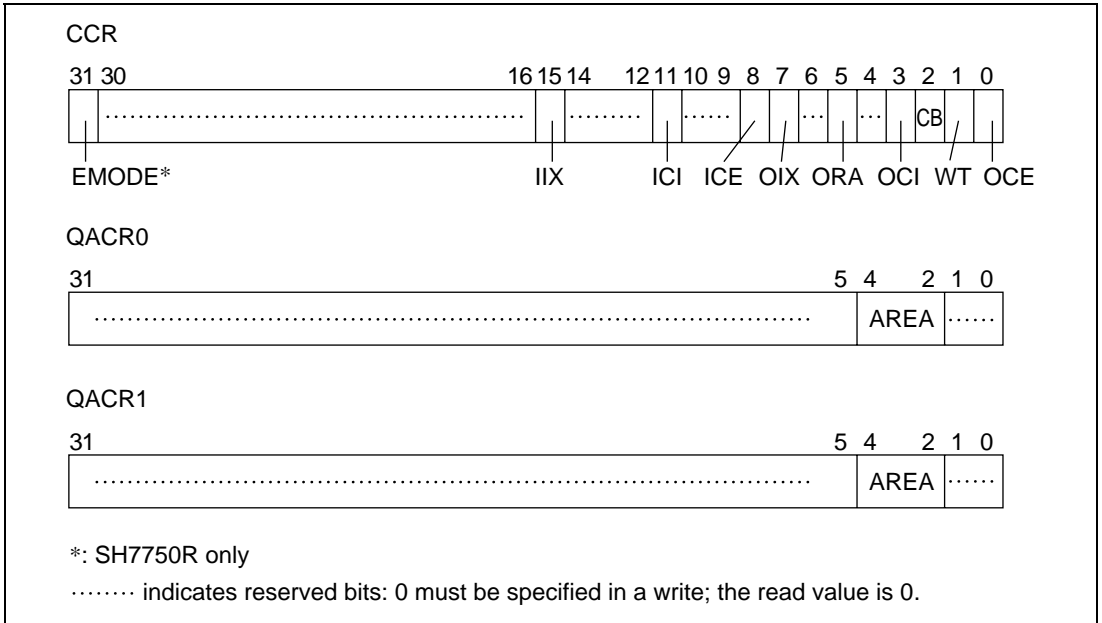 CCR
31 30 16 15 14 12 11 10 9 8 7 6 5 4 3 2 1 0
CB
EMODE* IIX ICI ICE OIX ORA OCI WT OCE
QACR0
31 5 4 2 1 0
AREA
QACR1
31 5 4 2 1 0
AREA
*: SH7750R only
········ indicates reserved bits: 0 must be specified in a write; the read value is 0.